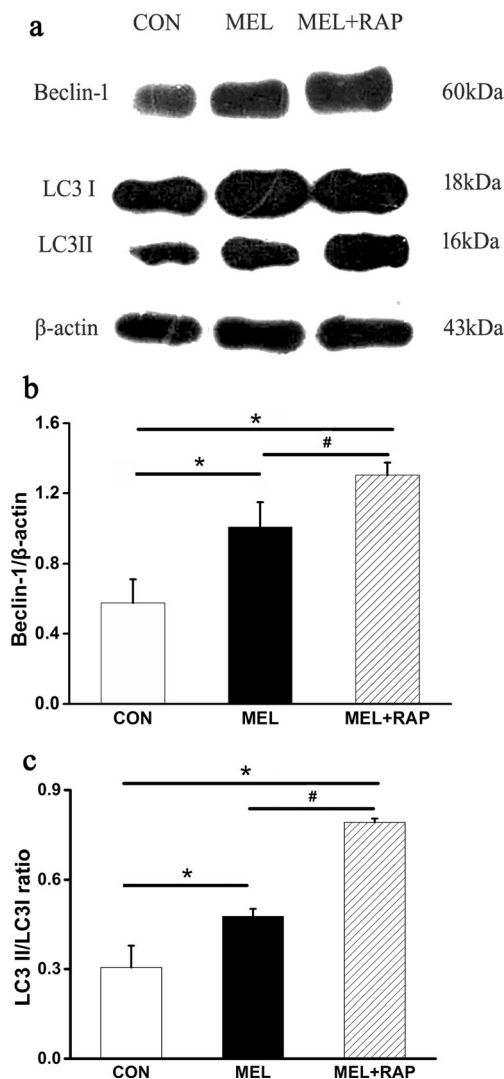 a
CON MEL MEL+RAP
Beclin-1 60kDa
LC3 I 18kDa
LC3II 16kDa
β-actin 43kDa
b
Beclin-1/β-actin
1.6
1.2
0.8
0.4
0.0
*
*
#
CON MEL MEL+RAP
c
LC3 II/LC3I ratio
0.9
0.6
0.3
0.0
*
#
*
CON MEL MEL+RAP